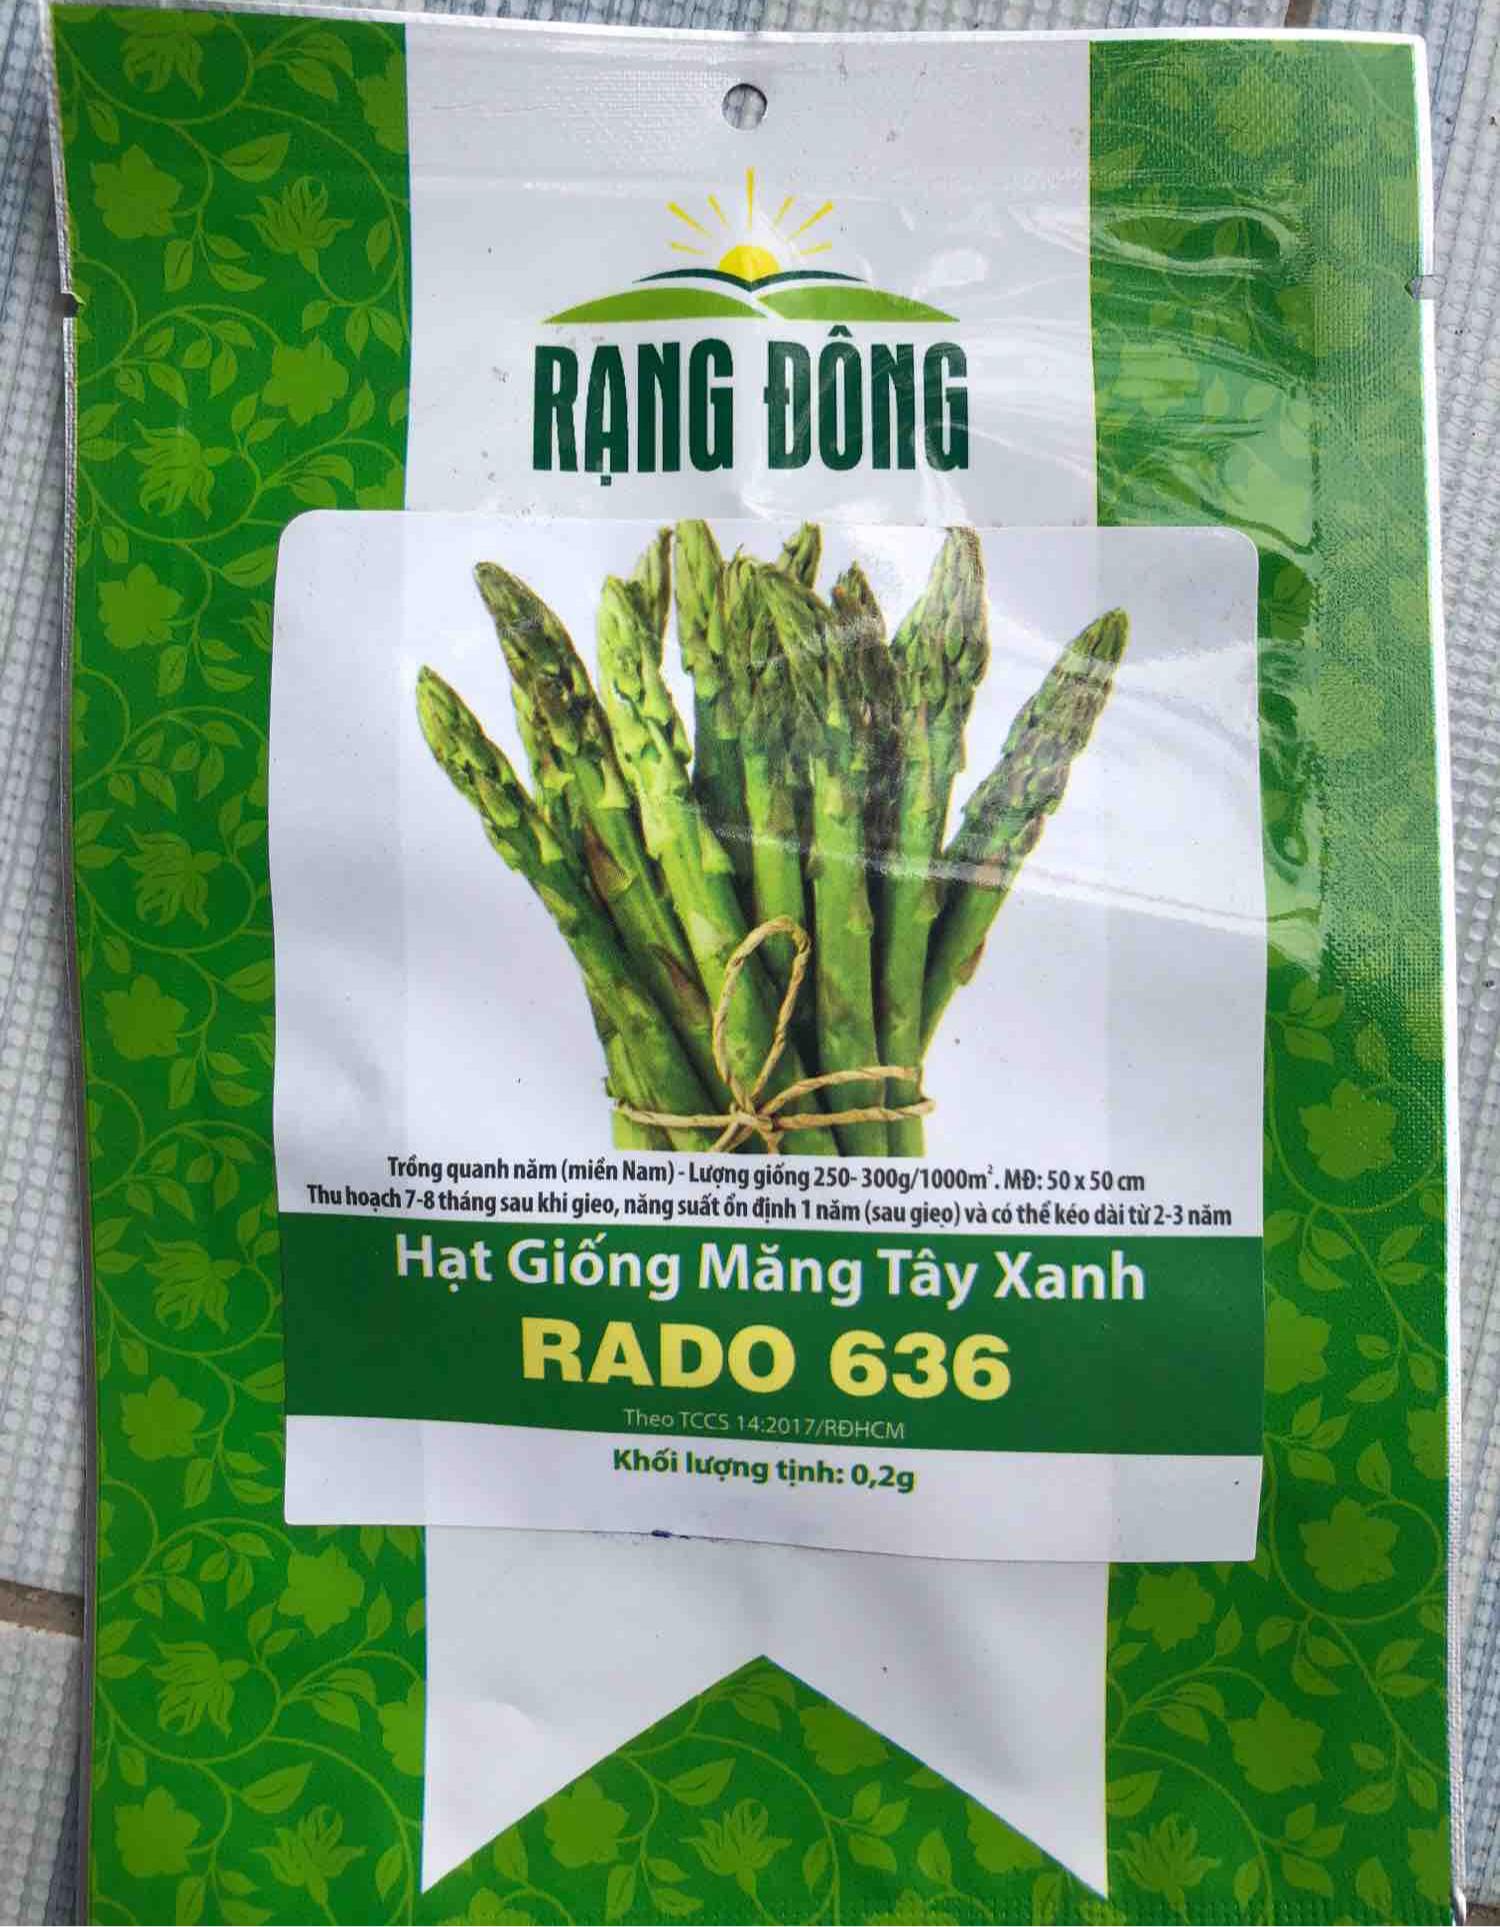 RẠNG ĐÔNG
Trồng quanh năm (miền Nam) - Lượng giống 250- 300g/1000m². MĐ: 50 x 50 cm
Thu hoạch 7-8 tháng sau khi gieo, năng suất ổn định 1 năm (sau gieo) và có thể kéo dài từ 2-3 năm
Hạt Giống Măng Tây Xanh
RADO 636
Theo TCCS 14:2017/RĐHCM
Khối lượng tịnh: 0,2g